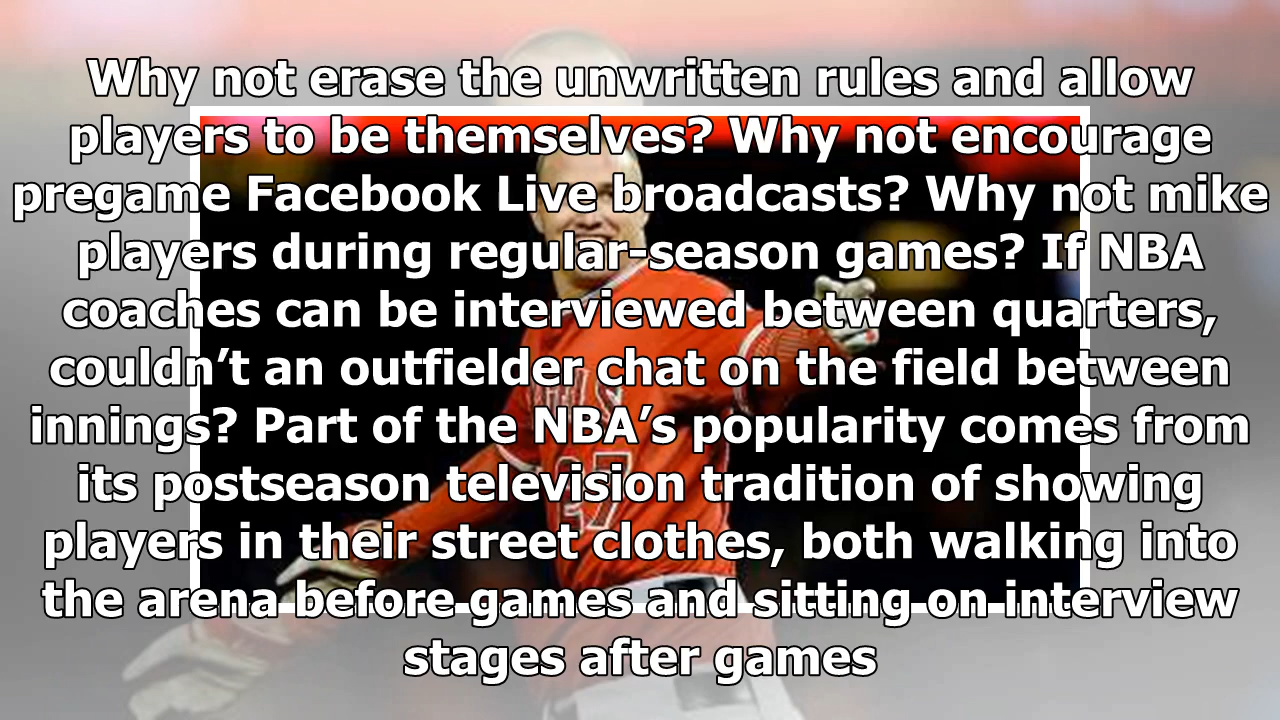 Why not erase the unwritten rules and allow
players to be themselves? Why not encourage
pregame Facebook Live broadcasts? Why not mike
players during regular-season games? If NBA
coaches can be interviewed between quarters,
couldn’t an outfielder chat on the field between
innings? Part of the NBA’s popularity comes from
its postseason television tradition of showing
players in their street clothes, both walking into
the arena before games and sitting on interview
stages after games